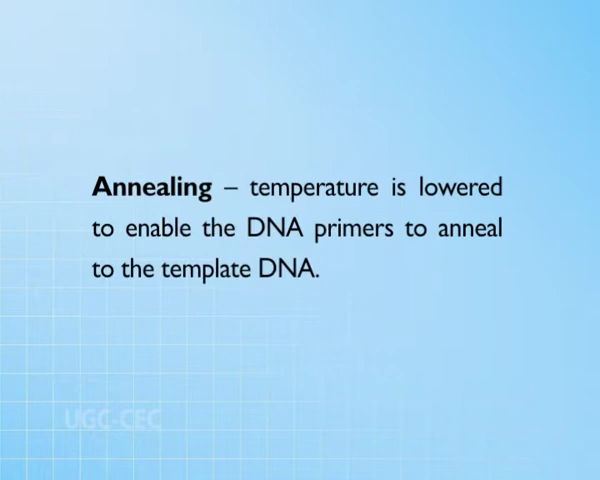 Annealing – temperature is lowered
to enable the DNA primers to anneal
to the template DNA.
UGC-CEC